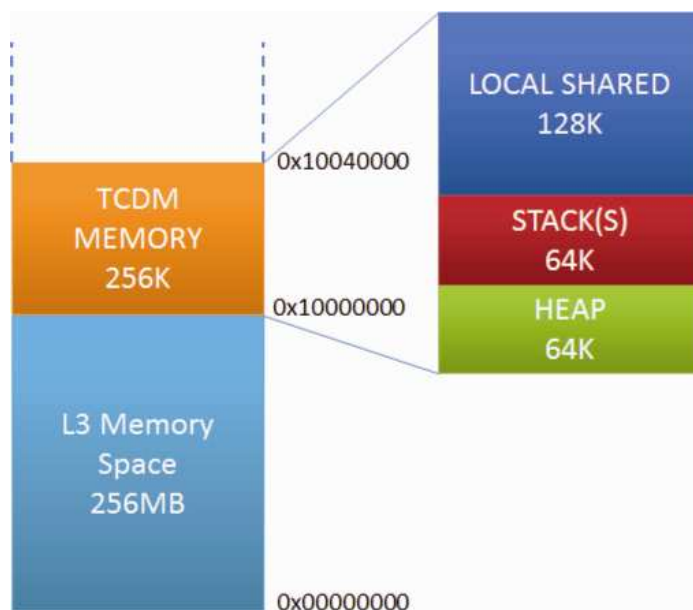 LOCAL SHARED
128K
0x10040000
TCDM
MEMORY
256K
STACK(S)
64K
0x10000000
HEAP
64K
L3 Memory
Space
256MB
0x00000000